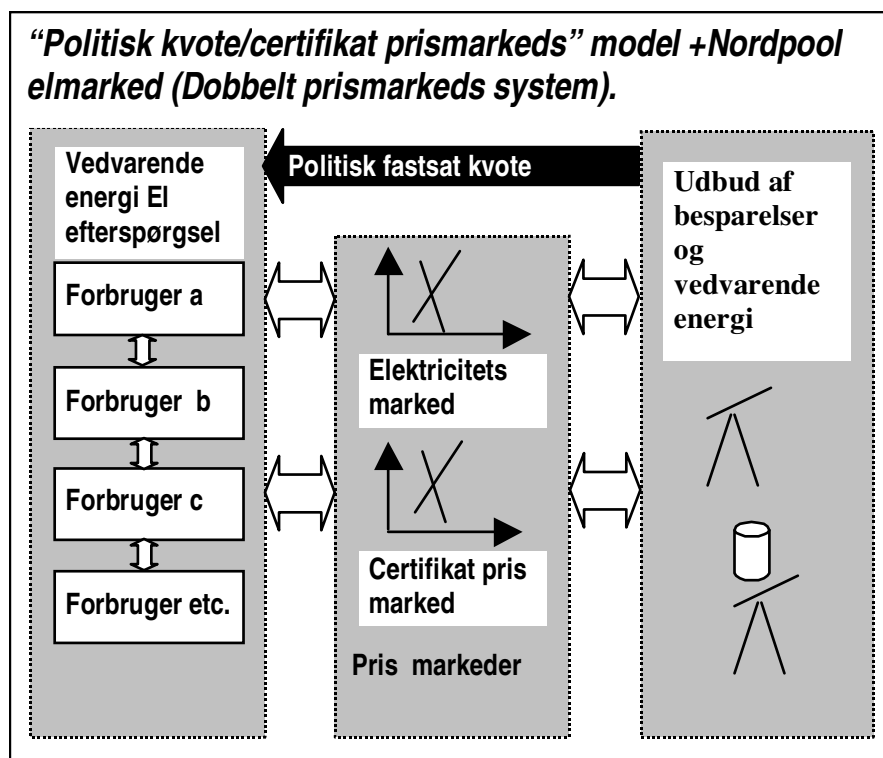 “Politisk kvote/certifikat prismarkeds” model +Nordpool
elmarked (Dobbelt prismarkeds system).
Vedvarende
energi El
efterspørgsel
Politisk fastsat kvote
Udbud af
besparelser
og
vedvarende
energi
Forbruger a
Forbruger  b
Forbruger c
Forbruger etc.
Elektricitets
marked
Certifikat pris
marked
Pris  markeder